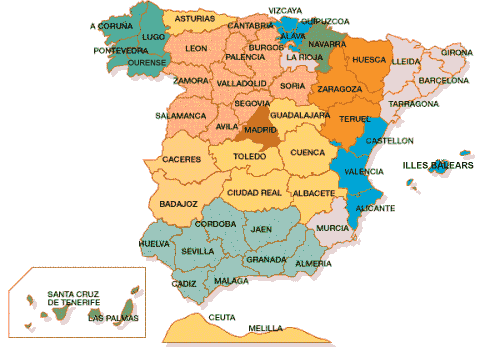 VIZCAYA
A CORUÑA
ASTURIAS
CANTABRIA
GUIPUZCOA
LUGO
ALAVA
PONTEVEDRA
LEON
BURGOS
NAVARRA
OURENSE
PALENCIA
LA RIOJA
HUESCA
LLEIDA
GIRONA
ZAMORA
VALLADOLID
SORIA
ZARAGOZA
BARCELONA
SEGOVIA
TARRAGONA
SALAMANCA
AVILA
MADRID
GUADALAJARA
TERUEL
CASTELLON
CACERES
TOLEDO
CUENCA
VALENCIA
ILLES BALEARS
BADAJOZ
CIUDAD REAL
ALBACETE
ALICANTE
CORDOBA
JAEN
MURCIA
HUELVA
SEVILLA
GRANADA
ALMERIA
CADIZ
MALAGA
SANTA CRUZ
DE TENERIFE
LAS PALMAS
CEUTA
MELILLA